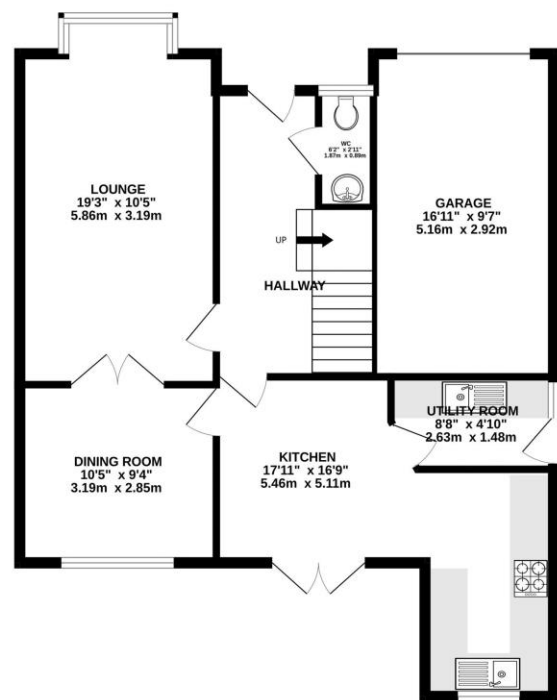 LOUNGE
19'3" x 10'5"
5.86m x 3.19m
WC
6'2" x 2'11"
1.87m x 0.89m
GARAGE
16'11" x 9'7"
5.16m x 2.92m
UP
HALLWAY
UTILITY ROOM
8'8" x 4'10"
2.63m x 1.48m
DINING ROOM
10'5" x 9'4"
3.19m x 2.85m
KITCHEN
17'11" x 16'9"
5.46m x 5.11m